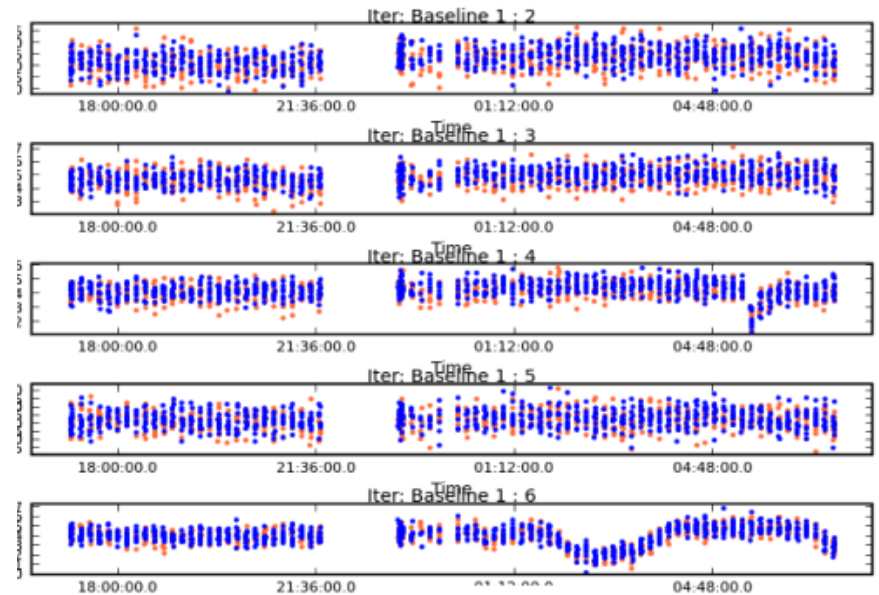 Iter: Baseline 1 ; 2
18:00:00.0 21:36:00.0 01:12:00.0 04:48:00.0
Time
Iter: Baseline 1 ; 3
18:00:00.0 21:36:00.0 01:12:00.0 04:48:00.0
Time
Iter: Baseline 1 ; 4
18:00:00.0 21:36:00.0 01:12:00.0 04:48:00.0
Time
Iter: Baseline 1 ; 5
18:00:00.0 21:36:00.0 01:12:00.0 04:48:00.0
Time
Iter: Baseline 1 ; 6
18:00:00.0 21:36:00.0 04:48:00.0